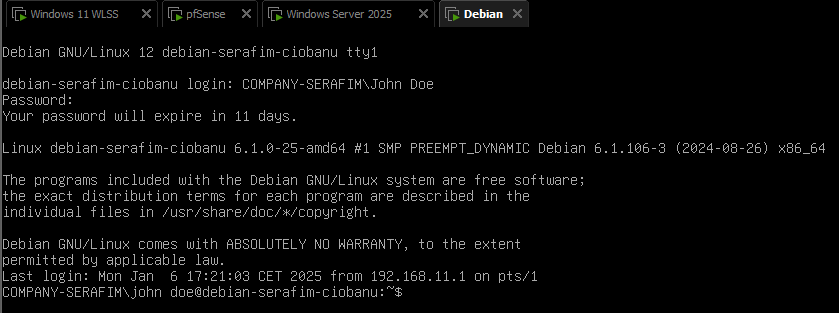 Windows 11 WLSS
pfSense
Windows Server 2025
Debian
Debian GNU/Linux 12 debian-serafim-ciobanu tty1
debian-serafim-ciobanu login: COMPANY-SERAFIM\John Doe
Password:
Your password will expire in 11 days.
Linux debian-serafim-ciobanu 6.1.0-25-amd64 #1 SMP PREEMPT_DYNAMIC Debian 6.1.106-3 (2024-08-26) x86_64
The programs included with the Debian GNU/Linux system are free software;
the exact distribution terms for each program are described in the
individual files in /usr/share/doc/*/copyright.
Debian GNU/Linux comes with ABSOLUTELY NO WARRANTY, to the extent
permitted by applicable law.
Last login: Mon Jan  6 17:21:03 CET 2025 from 192.168.11.1 on pts/1
COMPANY-SERAFIM\john doe@debian-serafim-ciobanu:~$